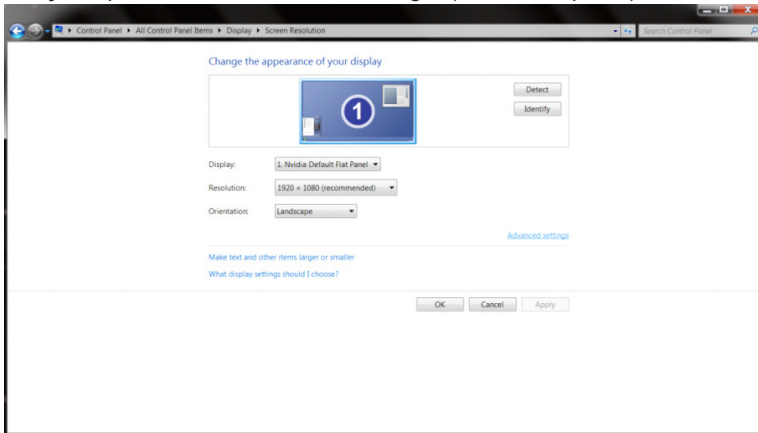 Control Panel ▸ All Control Panel Items ▸ Display ▸ Screen Resolution
Search Control Panel
Change the appearance of your display
1
Detect
Identify
Display: 1. Nvidia Default Flat Panel
Resolution: 1920 × 1080 (recommended)
Orientation: Landscape
Advanced settings
Make text and other items larger or smaller
What display settings should I choose?
OK Cancel Apply